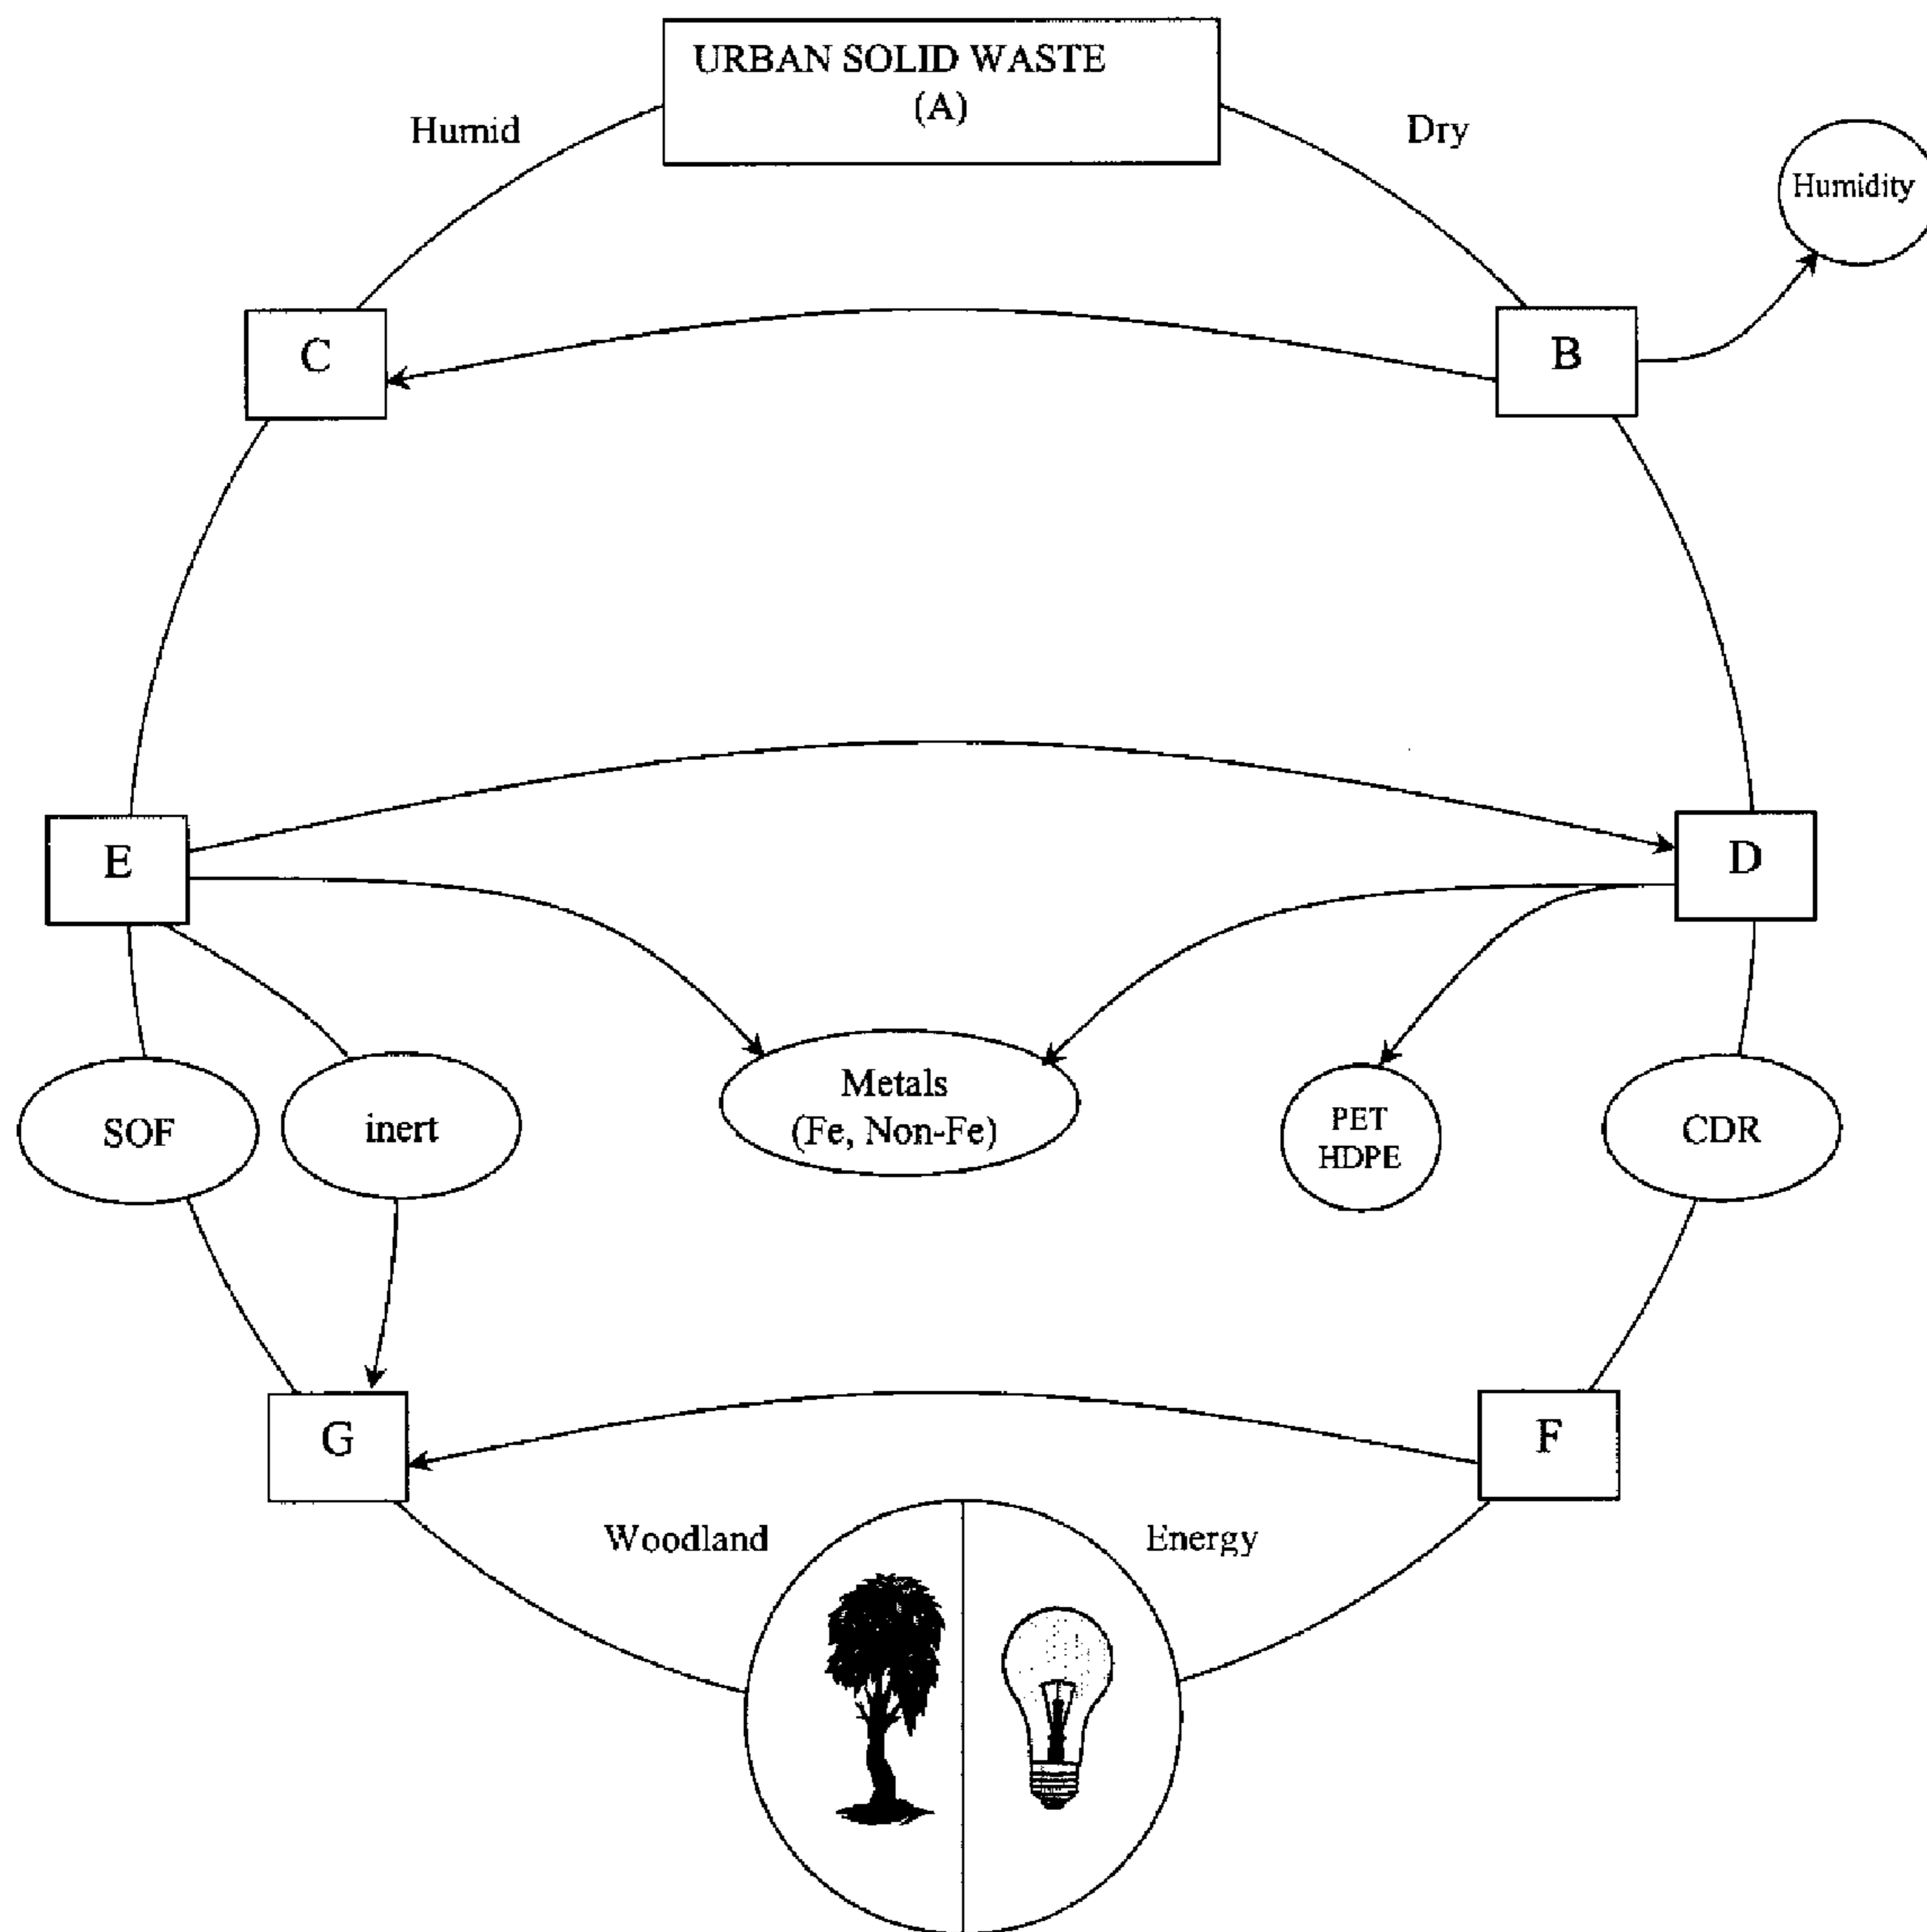 URBAN SOLID WASTE
(A)
Humid
Dry
Humidity
C
B
E
D
SOF
inert
Metals
(Fe, Non-Fe)
PET
HDPE
CDR
G
F
Woodland
Energy